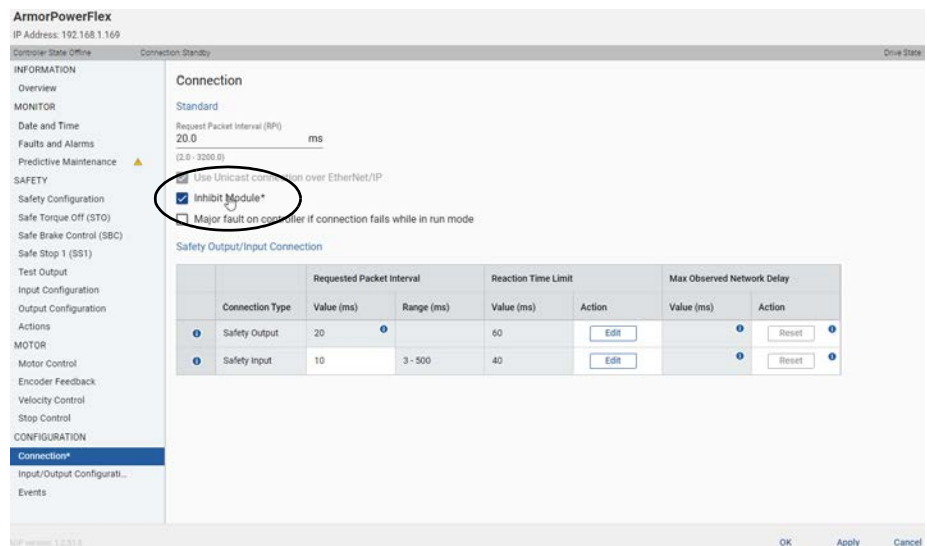 ArmorPowerFlex
IP Address: 192.168.1.169
Controller State Offline Connection Standby Drive State
INFORMATION
Overview
MONITOR
Date and Time
Faults and Alarms
Predictive Maintenance
SAFETY
Safety Configuration
Safe Torque Off (STO)
Safe Brake Control (SBC)
Safe Stop 1 (SS1)
Test Output
Input Configuration
Output Configuration
Actions
MOTOR
Motor Control
Encoder Feedback
Velocity Control
Stop Control
CONFIGURATION
Connection*
Input/Output Configurati...
Events
Connection
Standard
Request Packet Interval (RPI)
20.0 ms
(2.0 - 3200.0)
Use Unicast connection over EtherNet/IP
Inhibit Module*
Major fault on controller if connection fails while in run mode
Safety Output/Input Connection
Requested Packet Interval Reaction Time Limit Max Observed Network Delay
Connection Type Value (ms) Range (ms) Value (ms) Action Value (ms) Action
Safety Output 20 60 Edit Reset
Safety Input 10 3 - 500 40 Edit Reset
OK Apply Cancel